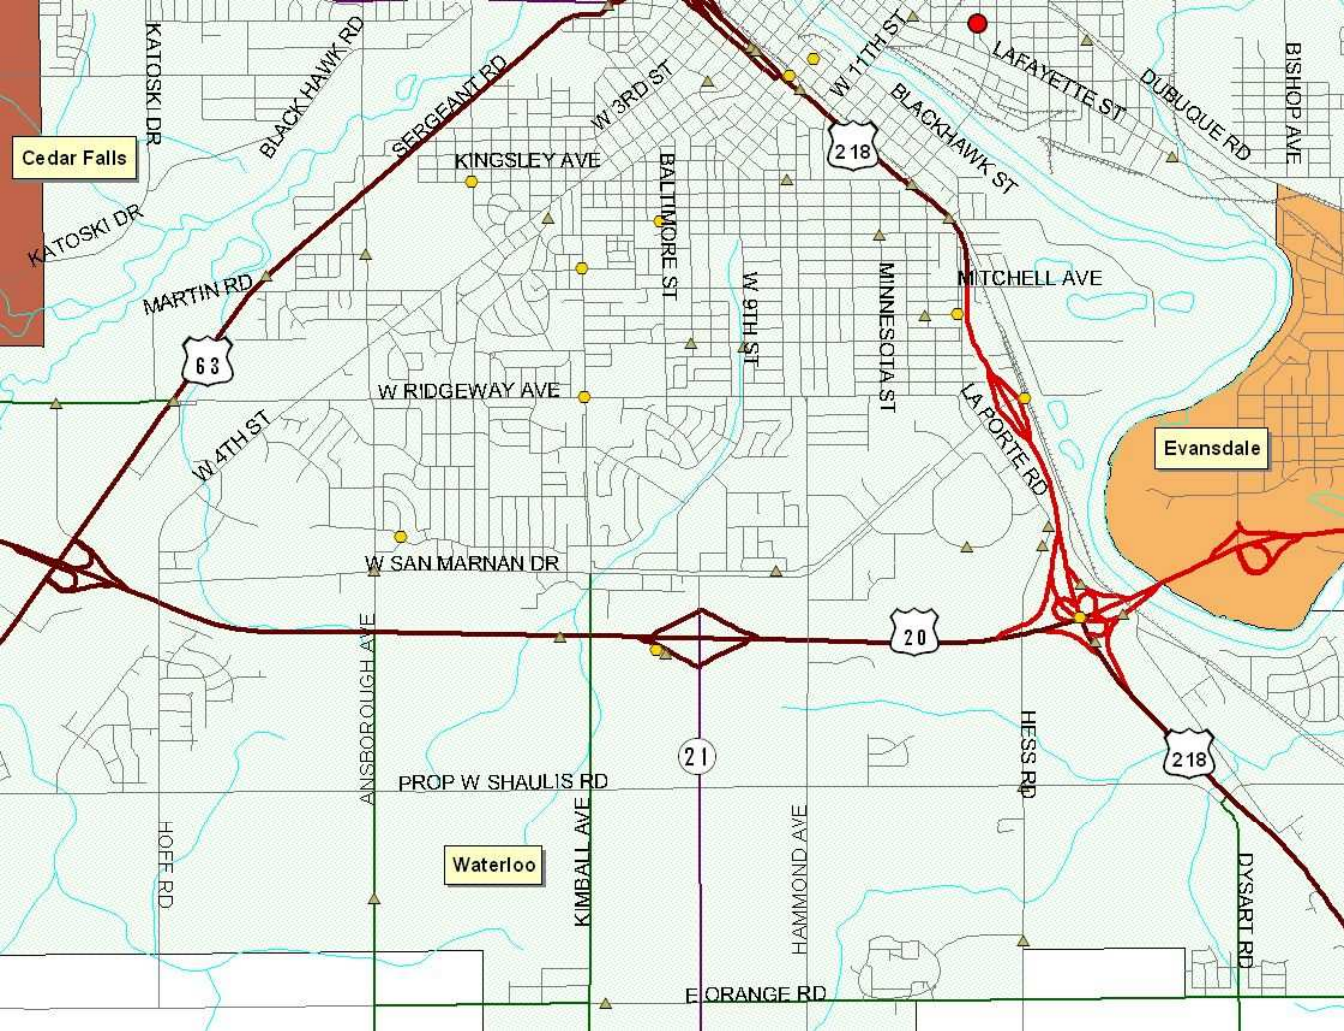 KATOSKI DR
BLACK HAWK RD
SERGEANT RD
W 3RD ST
W 11TH ST
LAFAYETTE ST
DUBUQUE RD
BISHOP AVE
Cedar Falls
KINGSLEY AVE
218
BLACKHAWK ST
BALTIMORE ST
KATOSKI DR
MARTIN RD
W 9TH ST
MINNESOTA ST
MITCHELL AVE
63
W RIDGEWAY AVE
W 4TH ST
LA PORTE RD
Evansdale
W SAN MARNAN DR
20
ANSBOROUGH AVE
21
HESS RD
218
PROP W SHAULIS RD
HOFF RD
KIMBALL AVE
HAMMOND AVE
Waterloo
DYSART RD
E ORANGE RD